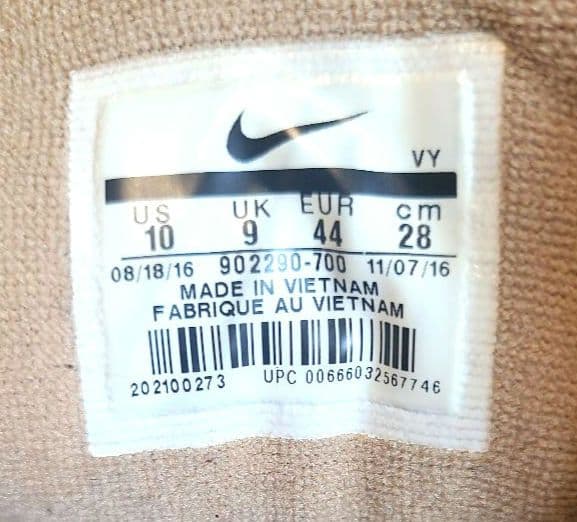 VY
US UK EUR cm
10 9 44 28
08/18/16 902290-700 11/07/16
MADE IN VIETNAM
FABRIQUE AU VIETNAM
202100273 UPC 00666032567746